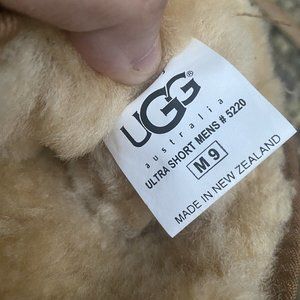 UGG®
australia
ULTRA SHORT MENS # 5220
M 9
MADE IN NEW ZEALAND